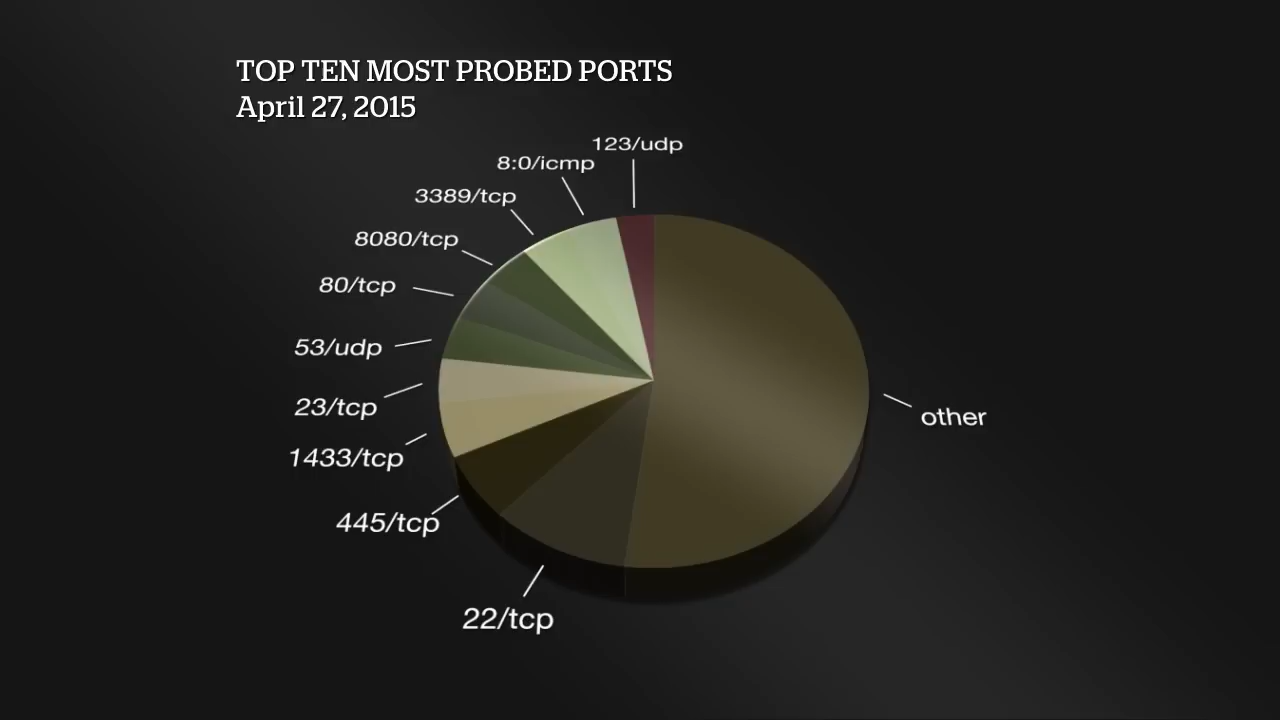 TOP TEN MOST PROBED PORTS
April 27, 2015
123/udp
8:0/icmp
3389/tcp
8080/tcp
80/tcp
53/udp
23/tcp
1433/tcp
445/tcp
22/tcp
other